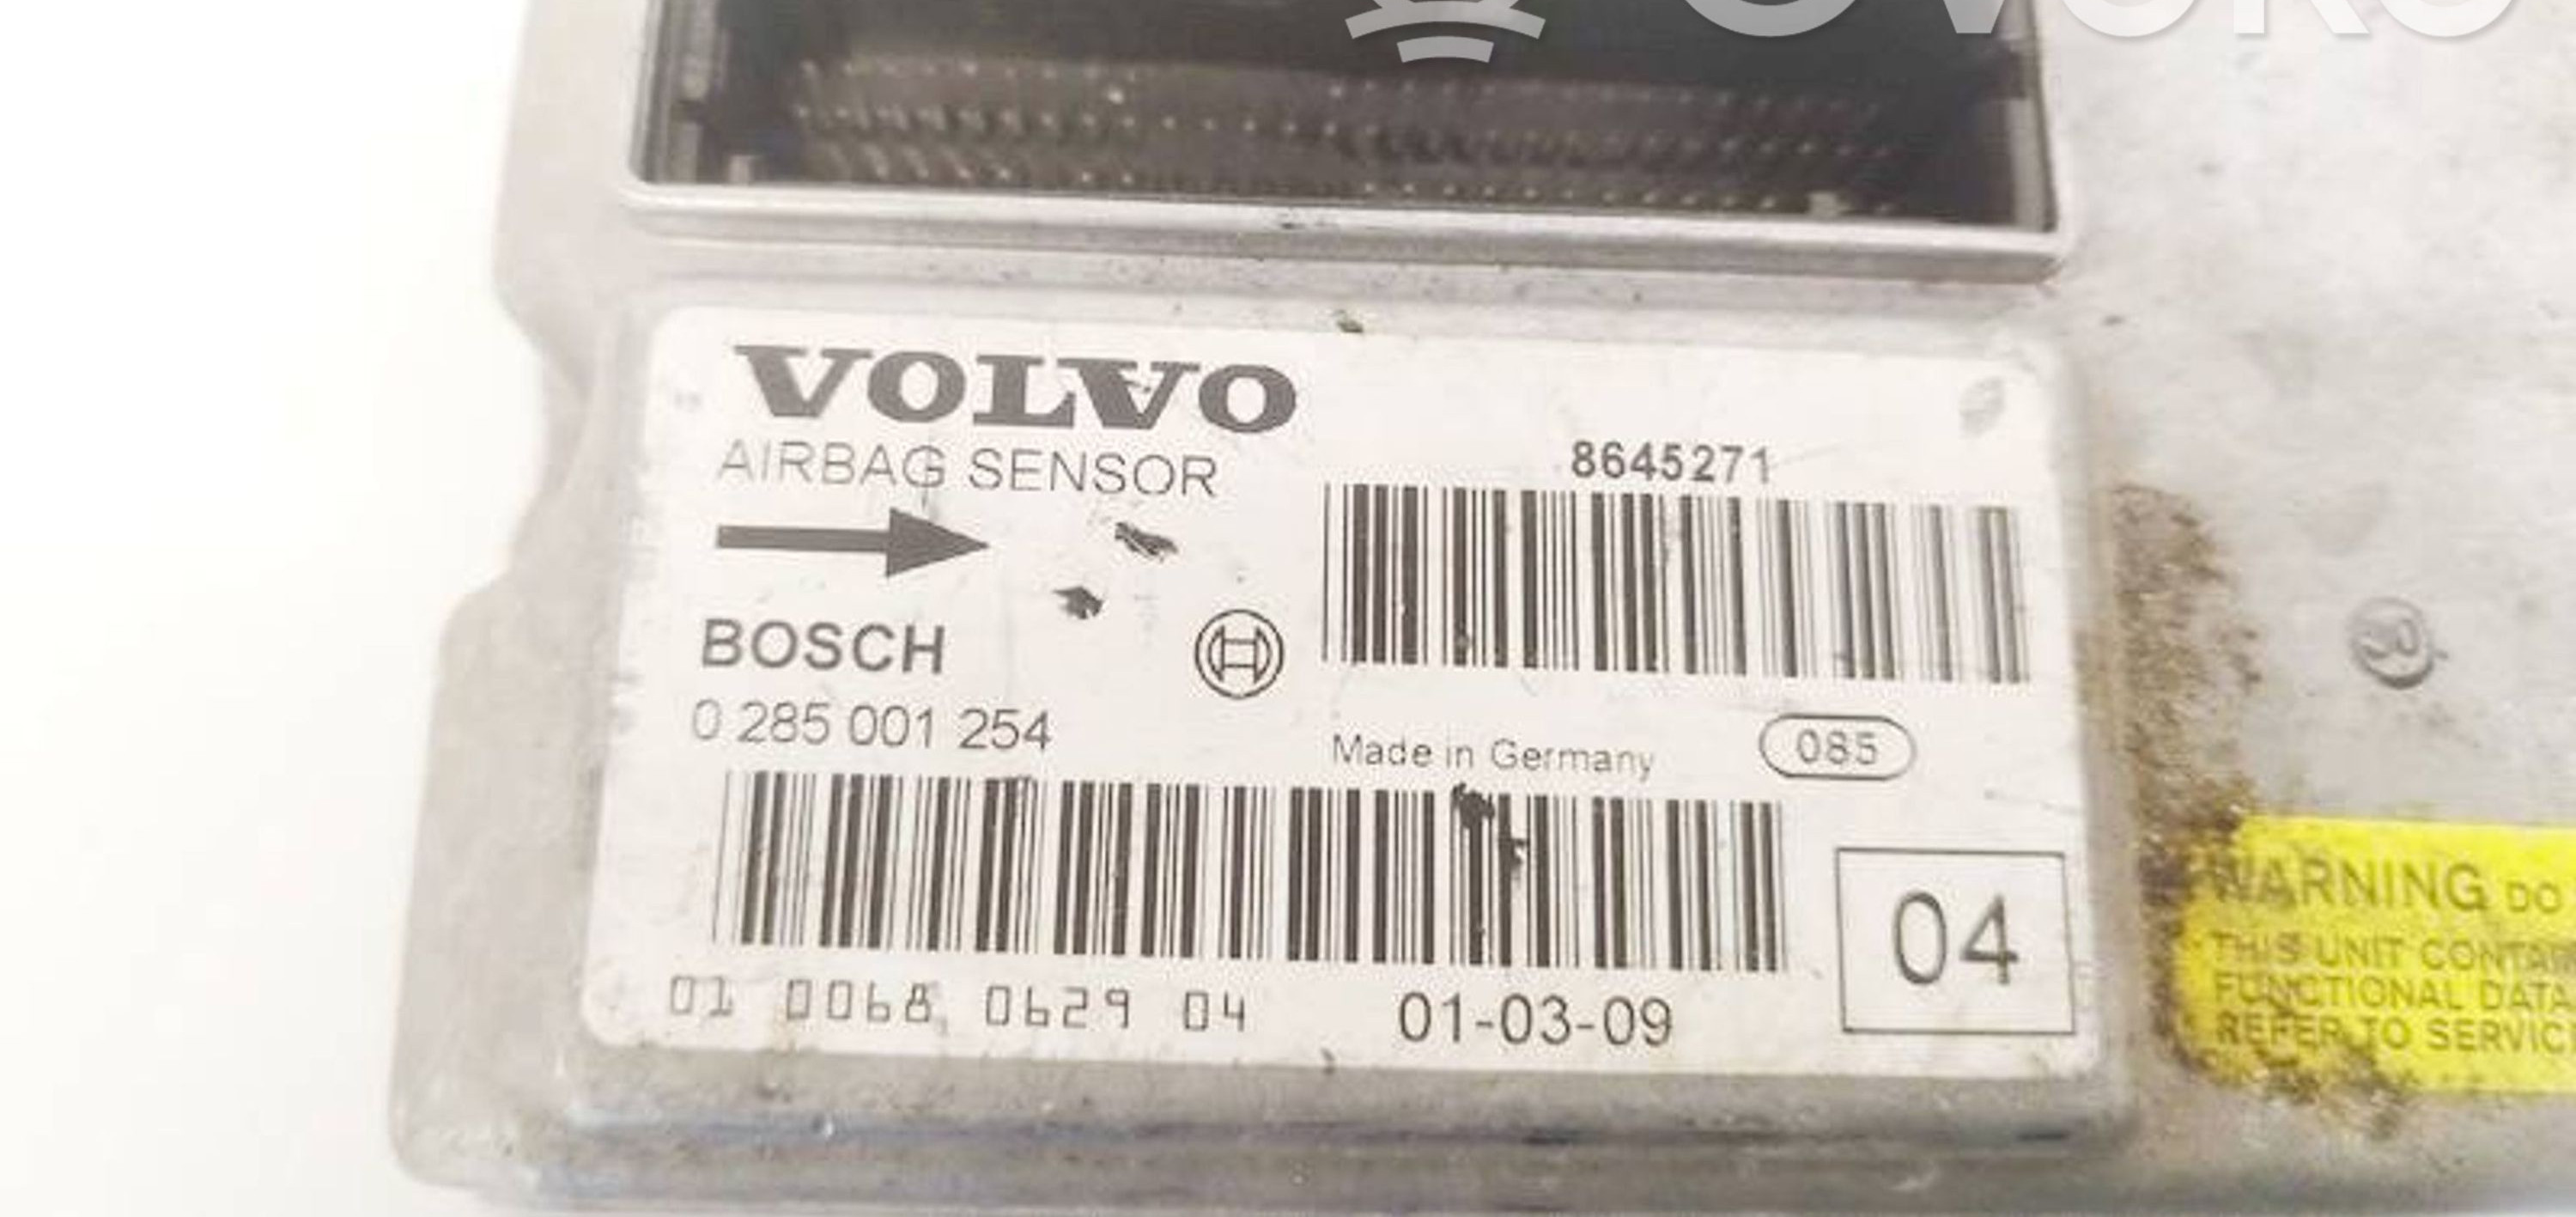 VOLVO
AIRBAG SENSOR
8645271
BOSCH
0 285 001 254
Made in Germany
085
04
01 0068 0629 04
01-03-09
WARNING DO
THIS UNIT CONTAI
FUNCTIONAL DATA
REFER TO SERVIC